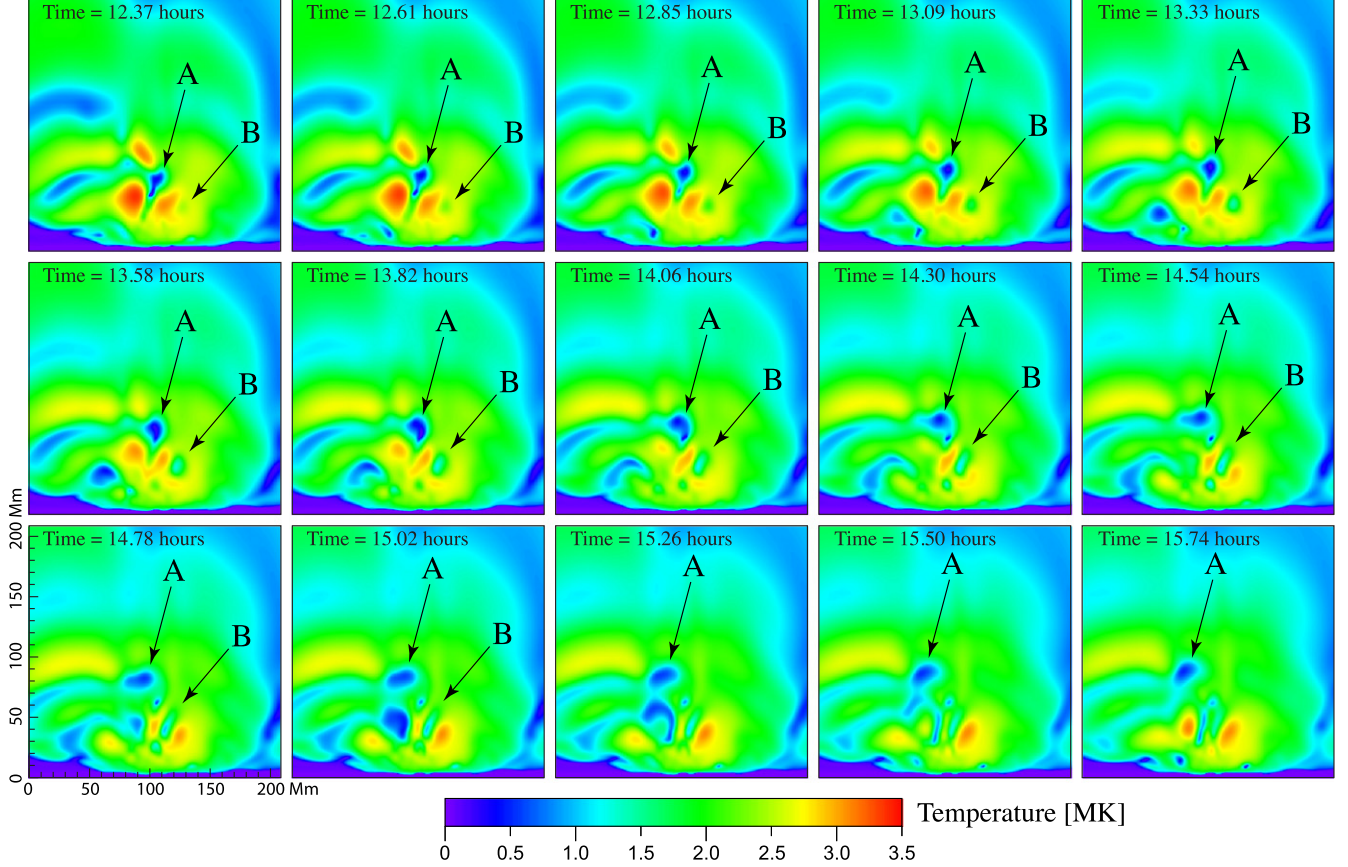 Time = 12.37 hours Time = 12.61 hours Time = 12.85 hours Time = 13.09 hours Time = 13.33 hours
A A A A A
B B B B B
Time = 13.58 hours Time = 13.82 hours Time = 14.06 hours Time = 14.30 hours Time = 14.54 hours
A A A A A
B B B B B
Time = 14.78 hours Time = 15.02 hours Time = 15.26 hours Time = 15.50 hours Time = 15.74 hours
A A A A A
B B
200 Mm
150
100
50
0
0 50 100 150 200 Mm
Temperature [MK]
0 0.5 1.0 1.5 2.0 2.5 3.0 3.5